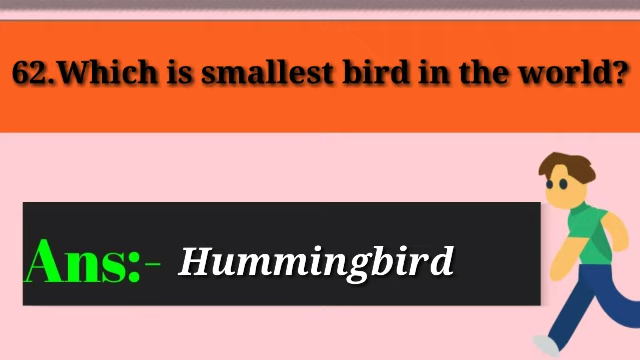 62.Which is smallest bird in the world?
Ans:- Hummingbird